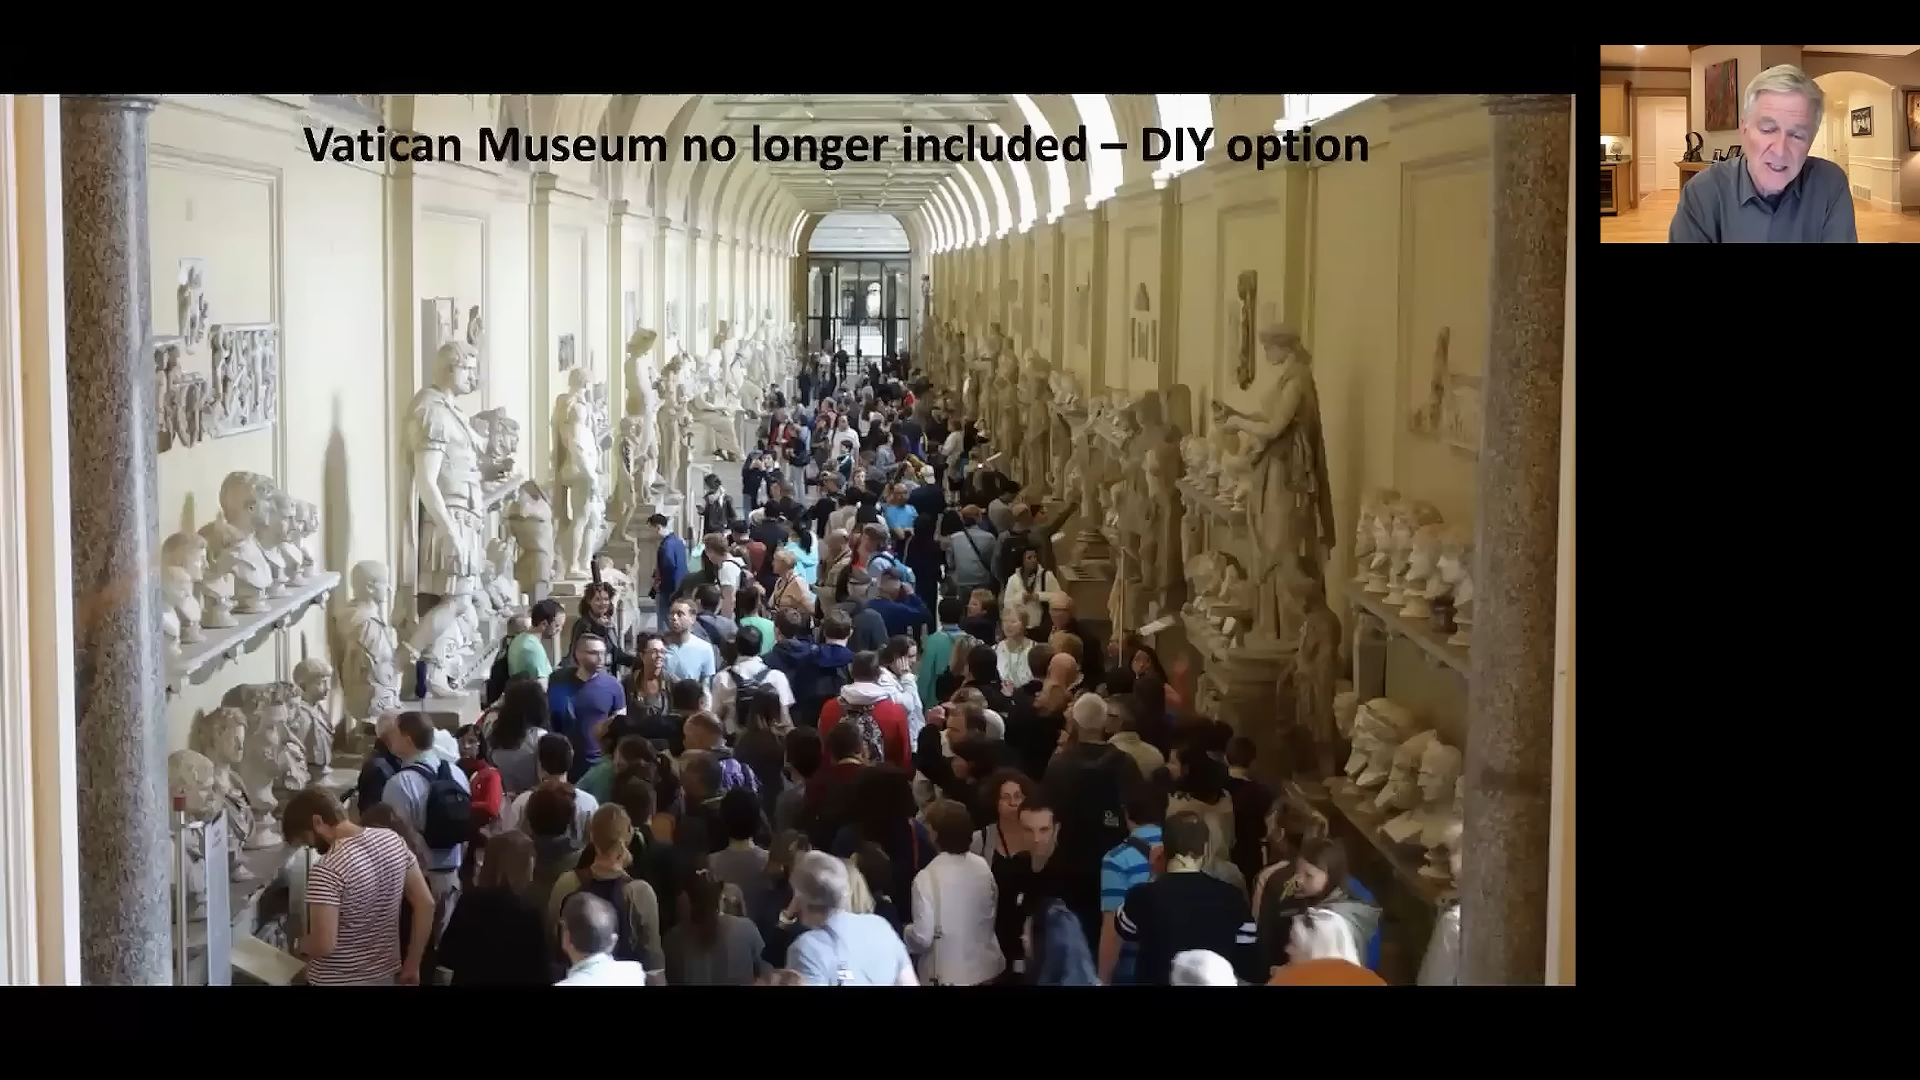 Vatican Museum no longer included – DIY option